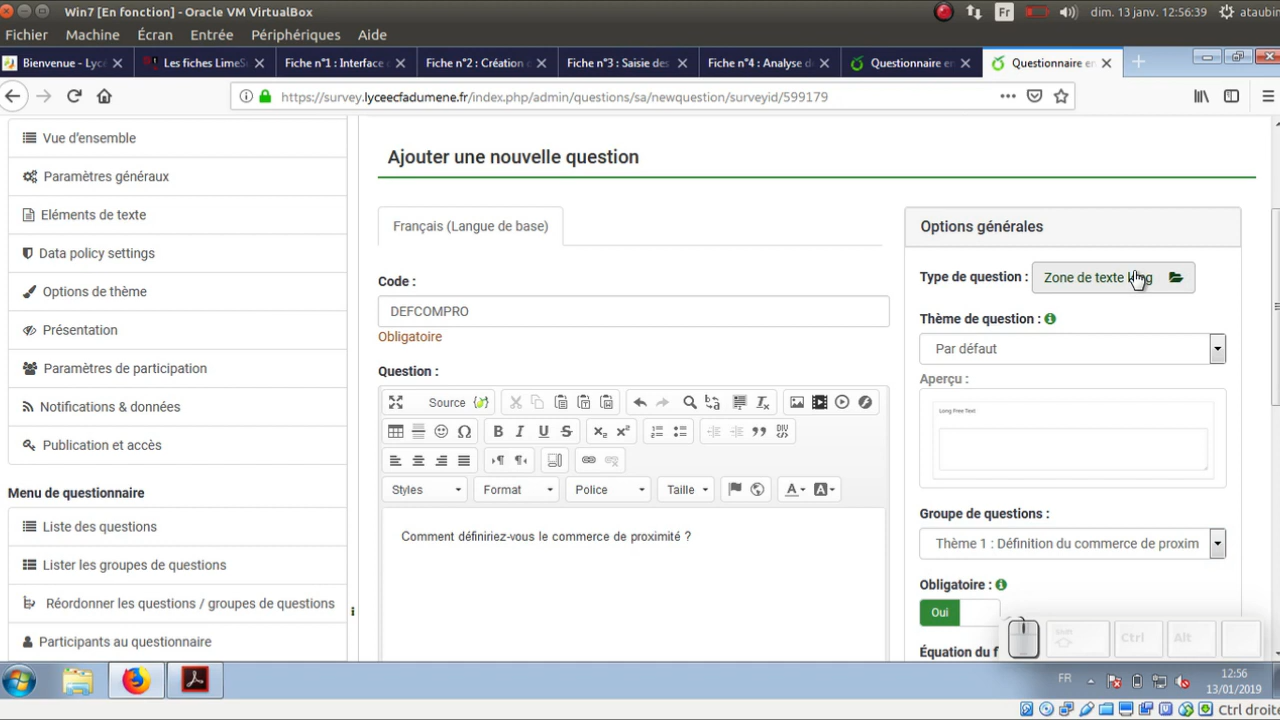 Win7 [En fonction] - Oracle VM VirtualBox
Fr
dim. 13 janv. 12:56:39
ataubin
Fichier Machine Écran Entrée Périphériques Aide
Bienvenue - Lyc
Les fiches LimeS
Fiche n°1 : Interface
Fiche n°2 : Création
Fiche n°3 : Saisie des
Fiche n°4 : Analyse d
Questionnaire en
Questionnaire en
https://survey.lyceecfadumene.fr/index.php/admin/questions/sa/newquestion/surveyid/599179
Vue d'ensemble
Paramètres généraux
Eléments de texte
Data policy settings
Options de thème
Présentation
Paramètres de participation
Notifications & données
Publication et accès
Menu de questionnaire
Liste des questions
Lister les groupes de questions
Réordonner les questions / groupes de questions
Participants au questionnaire
Ajouter une nouvelle question
Français (Langue de base)
Code :
DEFCOMPRO
Obligatoire
Question :
Source
Styles Format Police Taille
Comment définiriez-vous le commerce de proximité ?
Options générales
Type de question : Zone de texte long
Thème de question :
Par défaut
Aperçu :
Long Free Text
Groupe de questions :
Thème 1 : Définition du commerce de proxim
Obligatoire :
Oui
Équation du f
Shift Ctrl Alt
FR
12:56
13/01/2019
Ctrl droite